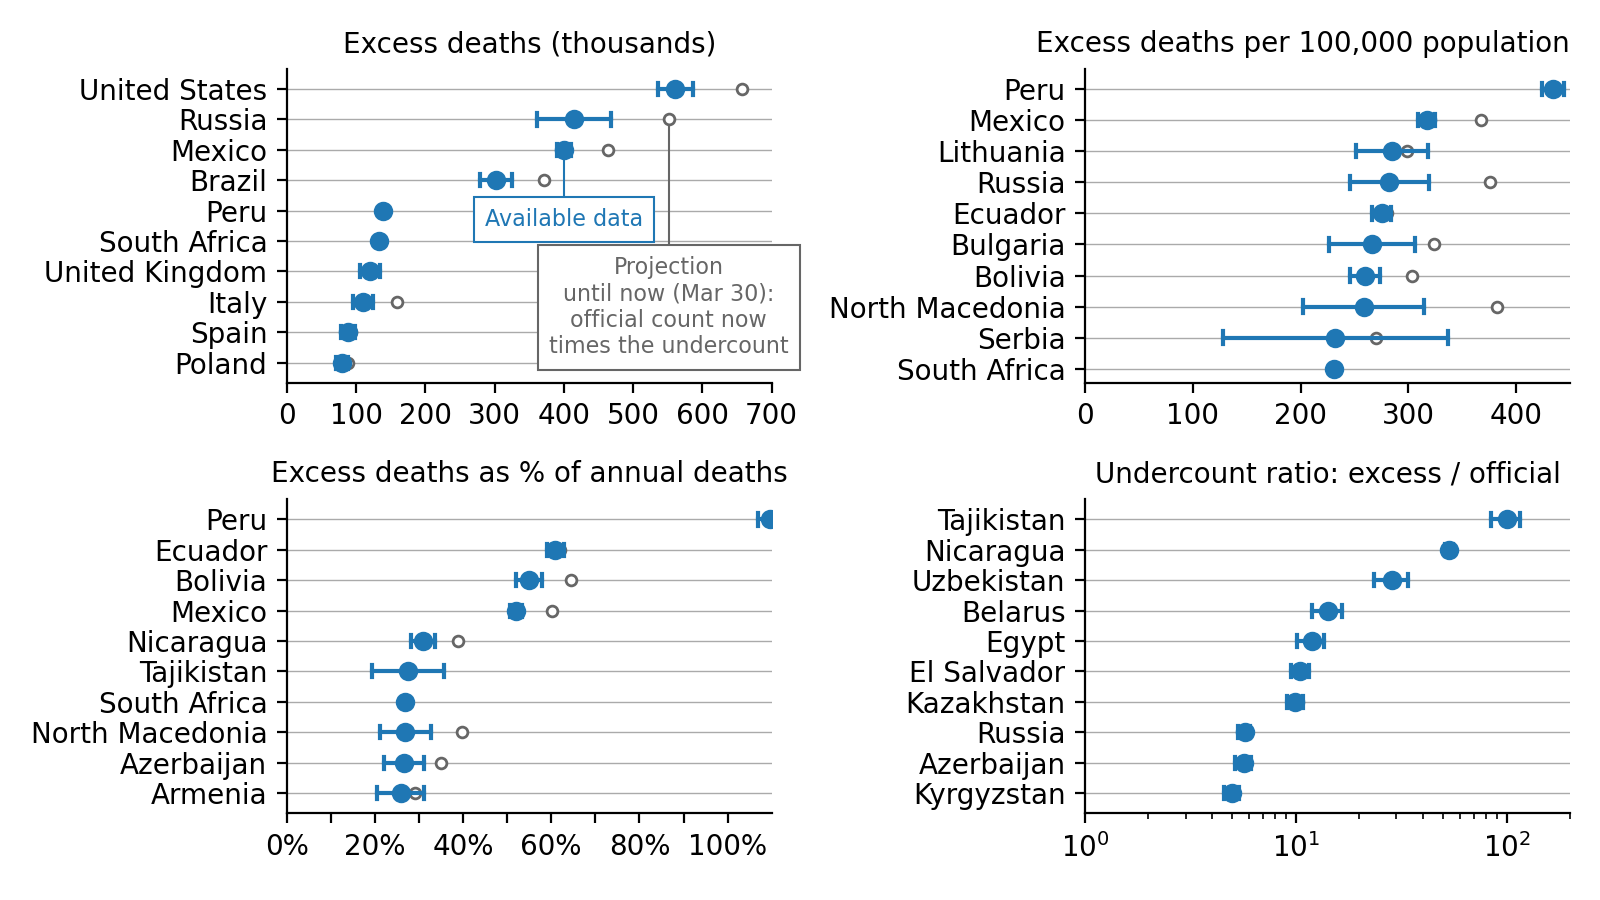 Excess deaths (thousands)
United States
Russia
Mexico
Brazil
Peru
South Africa
United Kingdom
Italy
Spain
Poland
Available data
Projection
until now (Mar 30):
official count now
times the undercount
0 100 200 300 400 500 600 700
Excess deaths per 100,000 population
Peru
Mexico
Lithuania
Russia
Ecuador
Bulgaria
Bolivia
North Macedonia
Serbia
South Africa
0 100 200 300 400
Excess deaths as % of annual deaths
Peru
Ecuador
Bolivia
Mexico
Nicaragua
Tajikistan
South Africa
North Macedonia
Azerbaijan
Armenia
0% 20% 40% 60% 80% 100%
Undercount ratio: excess / official
Tajikistan
Nicaragua
Uzbekistan
Belarus
Egypt
El Salvador
Kazakhstan
Russia
Azerbaijan
Kyrgyzstan
10⁰ 10¹ 10²